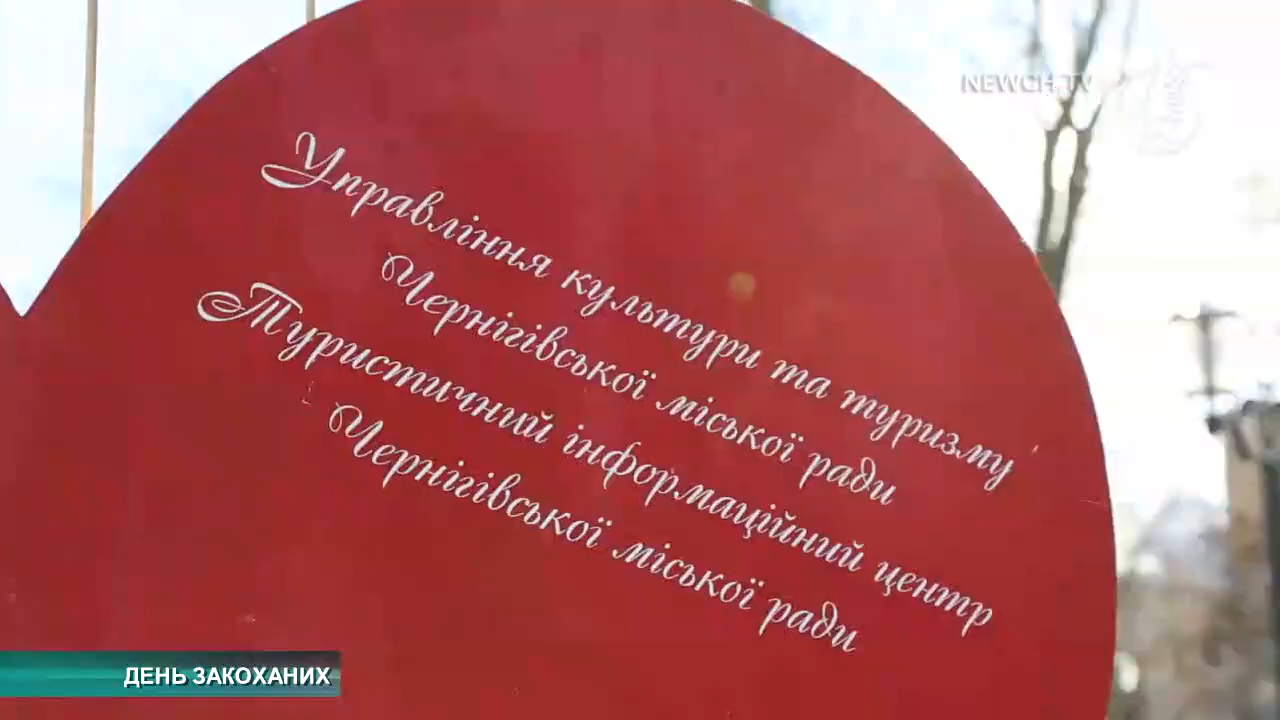 NEWCH.TV
Управління культури та туризму
Чернігівської міської ради
Туристичний інформаційний центр
Чернігівської міської ради
ДЕНЬ ЗАКОХАНИХ